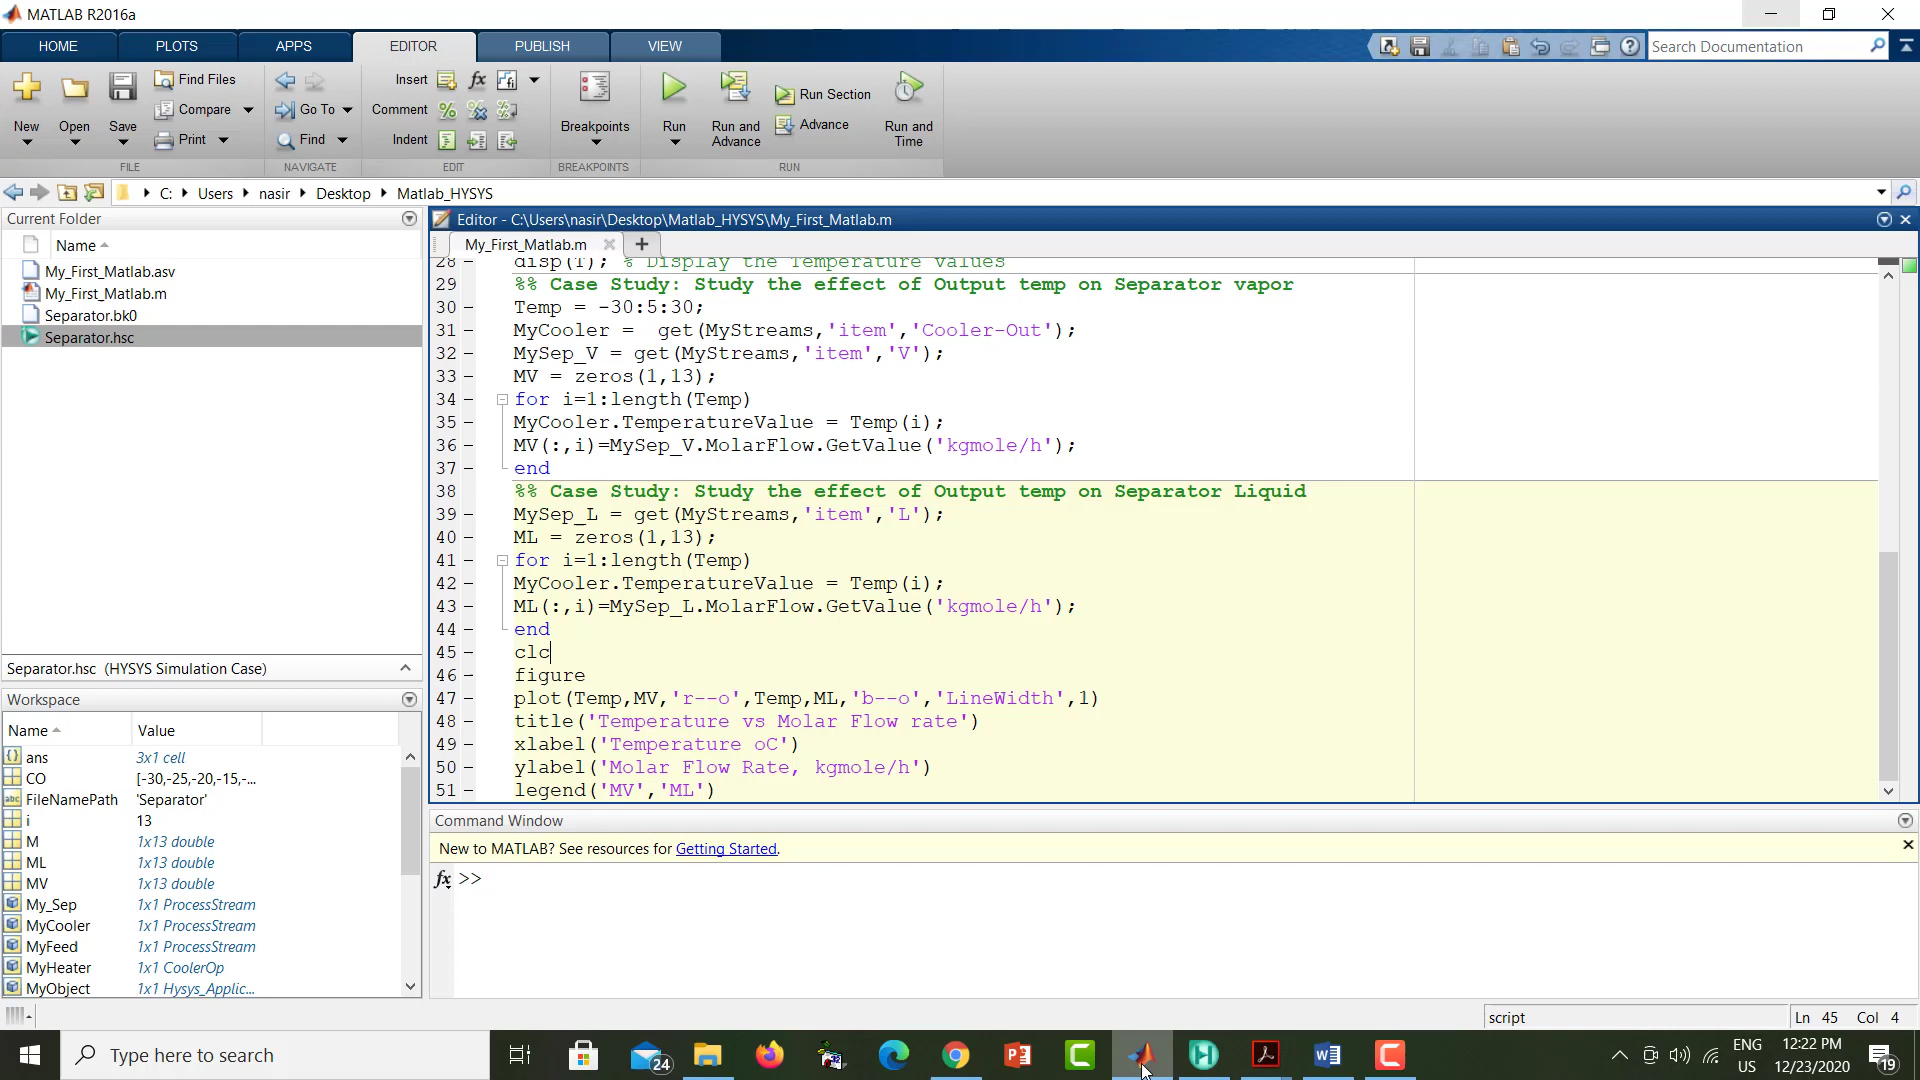 MATLAB R2016a
HOME PLOTS APPS EDITOR PUBLISH VIEW
Search Documentation
New Open Save
Find Files
Compare
Print
FILE
Go To
Find
NAVIGATE
Insert fx
Comment
Indent
EDIT
Breakpoints
BREAKPOINTS
Run
Run and Advance
Run Section
Advance
Run and Time
RUN
C: Users nasir Desktop Matlab_HYSYS
Current Folder
Name
My_First_Matlab.asv
My_First_Matlab.m
Separator.bk0
Separator.hsc
Separator.hsc (HYSYS Simulation Case)
Workspace
Name Value
ans 3x1 cell
CO [-30,-25,-20,-15,-...
FileNamePath 'Separator'
i 13
M 1x13 double
ML 1x13 double
MV 1x13 double
My_Sep 1x1 ProcessStream
MyCooler 1x1 ProcessStream
MyFeed 1x1 ProcessStream
MyHeater 1x1 CoolerOp
MyObject 1x1 Hysys_Applic...
Editor - C:\Users\nasir\Desktop\Matlab_HYSYS\My_First_Matlab.m
My_First_Matlab.m
28 disp(T); % Display the Temperature values
29 %% Case Study: Study the effect of Output temp on Separator vapor
30 Temp = -30:5:30;
31 MyCooler =  get(MyStreams,'item','Cooler-Out');
32 MySep_V = get(MyStreams,'item','V');
33 MV = zeros(1,13);
34 for i=1:length(Temp)
35 MyCooler.TemperatureValue = Temp(i);
36 MV(:,i)=MySep_V.MolarFlow.GetValue('kgmole/h');
37 end
38 %% Case Study: Study the effect of Output temp on Separator Liquid
39 MySep_L = get(MyStreams,'item','L');
40 ML = zeros(1,13);
41 for i=1:length(Temp)
42 MyCooler.TemperatureValue = Temp(i);
43 ML(:,i)=MySep_L.MolarFlow.GetValue('kgmole/h');
44 end
45 clc
46 figure
47 plot(Temp,MV,'r--o',Temp,ML,'b--o','LineWidth',1)
48 title('Temperature vs Molar Flow rate')
49 xlabel('Temperature oC')
50 ylabel('Molar Flow Rate, kgmole/h')
51 legend('MV','ML')
Command Window
New to MATLAB? See resources for Getting Started.
fx >>
script Ln 45 Col 4
Type here to search
24
ENG US
12:22 PM
12/23/2020
19